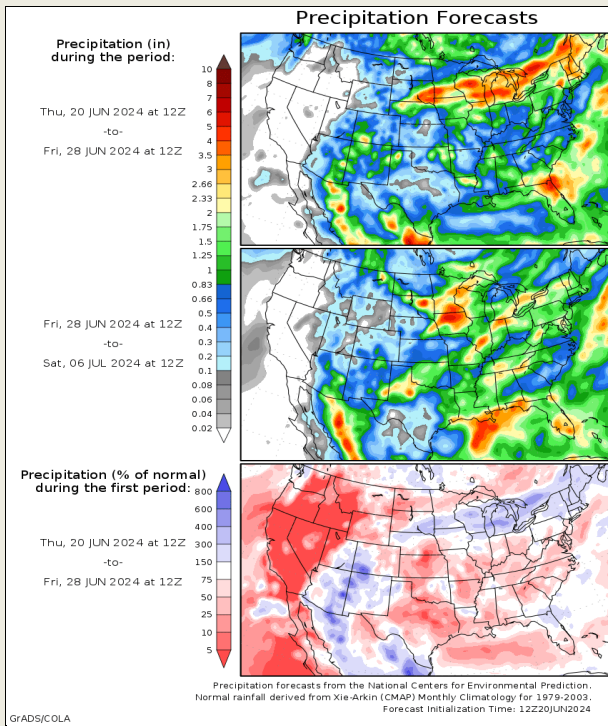 Precipitation Forecasts
Precipitation (in)
during the period:
Thu, 20 JUN 2024 at 12Z
-to-
Fri, 28 JUN 2024 at 12Z
10
8
7
6
5
4
3.5
3
2.66
2.33
2
1.75
1.5
1.25
1
0.83
0.66
0.5
0.4
0.3
0.2
0.1
0.08
0.06
0.04
0.02
Fri, 28 JUN 2024 at 12Z
-to-
Sat, 06 JUL 2024 at 12Z
Precipitation (% of normal)
during the first period:
Thu, 20 JUN 2024 at 12Z
-to-
Fri, 28 JUN 2024 at 12Z
800
600
400
300
150
75
50
25
10
5
Precipitation forecasts from the National Centers for Environmental Prediction.
Normal rainfall derived from Xie-Arkin (CMAP) Monthly Climatology for 1979-2003.
Forecast Initialization Time: 12Z20JUN2024
GrADS/COLA